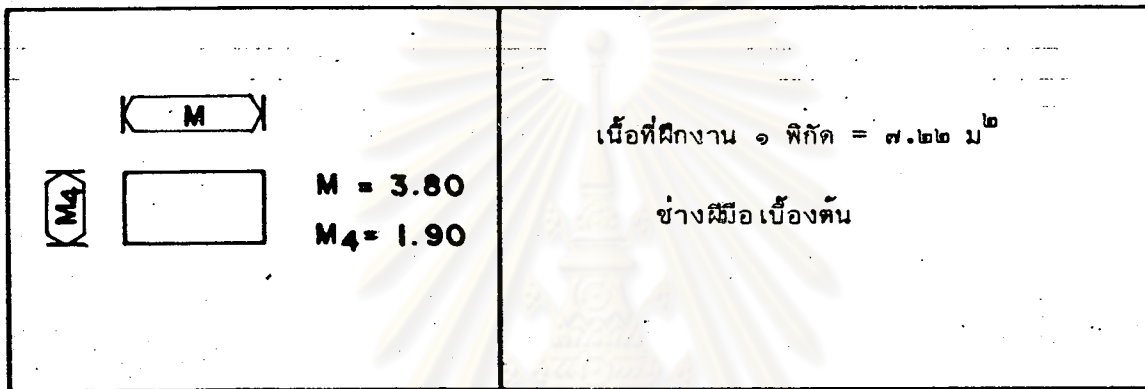 M
M4
M = 3.80
M4= 1.90
เนื้อที่ฝึกงาน ๑ พิกัด = ๗.๒๒ ม๒
ช่างฝีมือเบื้องต้น